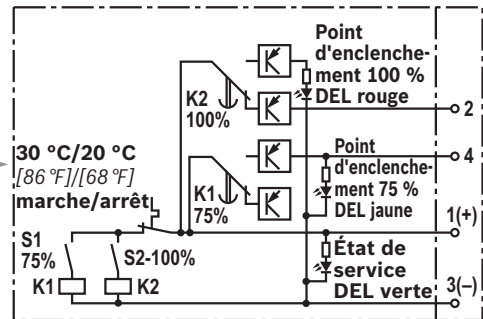 Point
d'enclenche-
ment 100 %
DEL rouge
K2
100%
2
30 °C/20 °C
[86 °F]/[68 °F]
marche/arrêt
Point
d'enclenche-
ment 75 %
DEL jaune
4
K1
75%
1(+)
S1
75%
S2-100%
État de
service
DEL verte
K1
K2
3(–)